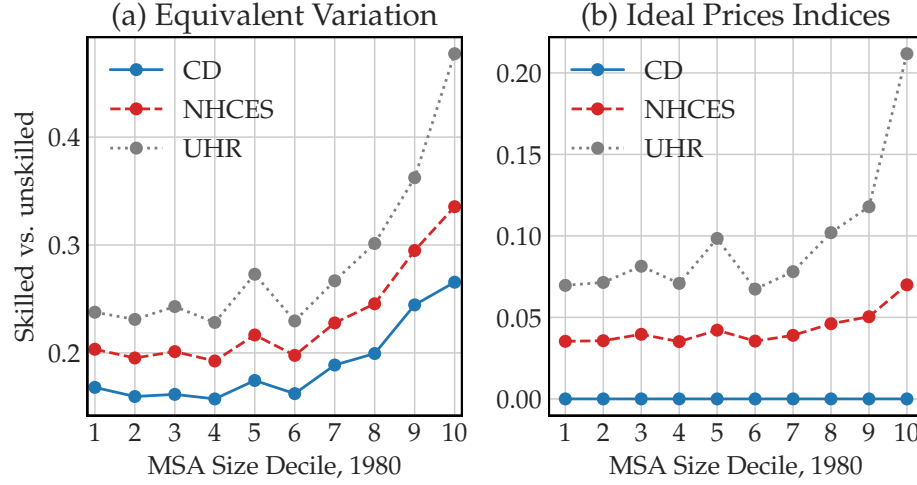 (a) Equivalent Variation
CD
NHCES
UHR
0.4
0.3
0.2
Skilled vs. unskilled
1 2 3 4 5 6 7 8 9 10
MSA Size Decile, 1980
(b) Ideal Prices Indices
CD
NHCES
UHR
0.20
0.15
0.10
0.05
0.00
1 2 3 4 5 6 7 8 9 10
MSA Size Decile, 1980